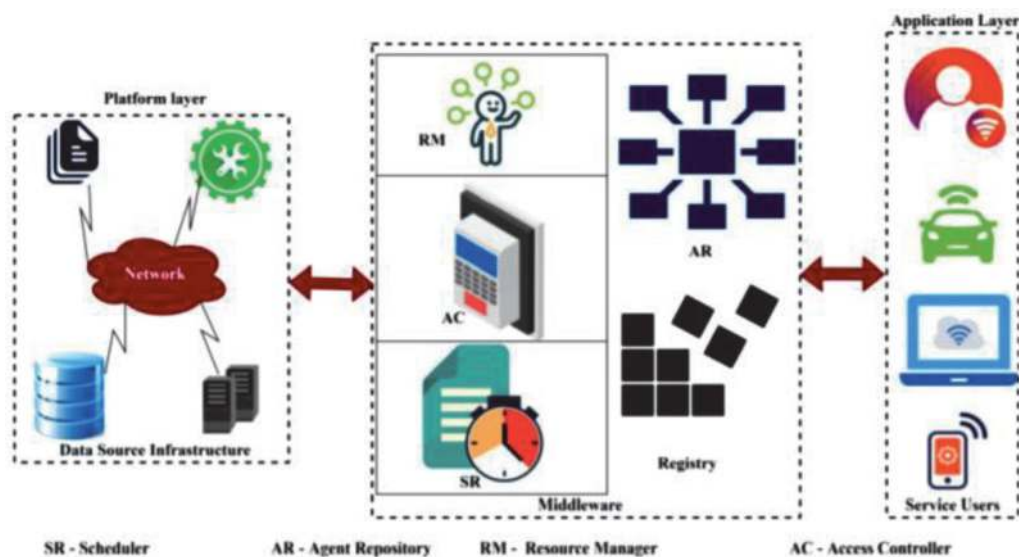 Application Layer
Platform layer
RM
Network
AR
AC
Data Source Infrastructure
SR
Registry
Middleware
Service Users
SR - Scheduler AR - Agent Repository RM - Resource Manager AC - Access Controller